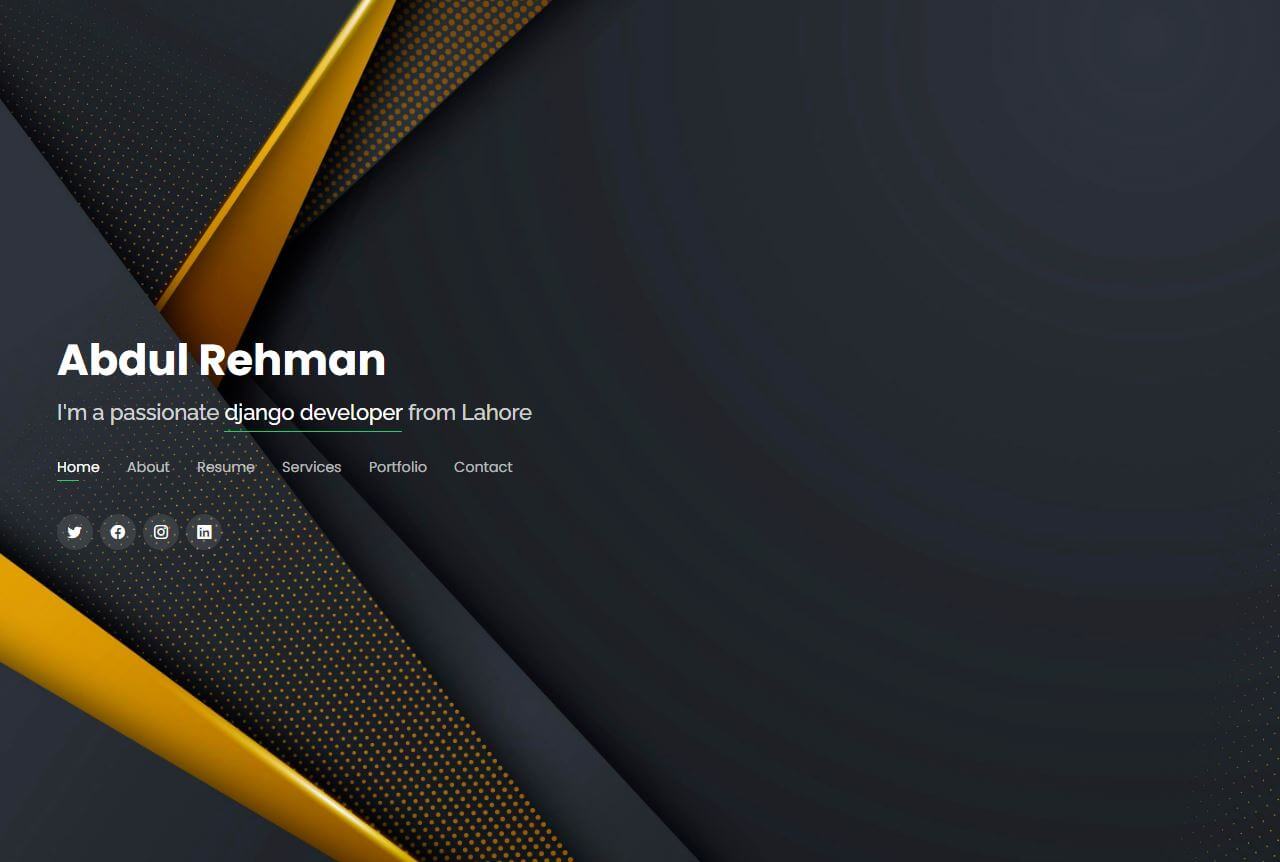 Abdul Rehman
I'm a passionate django developer from Lahore
Home About Resume Services Portfolio Contact